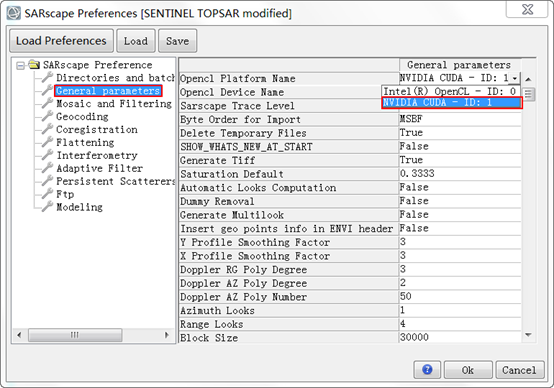 SARscape Preferences [SENTINEL TOPSAR modified]
Load Preferences Load Save
SARscape Preference
Directories and batch
General parameters
Mosaic and Filtering
Geocoding
Coregistration
Flattening
Interferometry
Adaptive Filter
Persistent Scatterers
Ftp
Modeling
General parameters
Opencl Platform Name NVIDIA CUDA - ID: 1
Opencl Device Name Intel(R) OpenCL - ID: 0
Sarscape Trace Level NVIDIA CUDA - ID: 1
Byte Order for Import MSBF
Delete Temporary Files True
SHOW_WHATS_NEW_AT_START False
Generate Tiff True
Saturation Default 0.3333
Automatic Looks Computation False
Dummy Removal False
Generate Multilook False
Insert geo points info in ENVI header False
Y Profile Smoothing Factor 3
X Profile Smoothing Factor 3
Doppler RG Poly Degree 3
Doppler AZ Poly Degree 2
Doppler AZ Poly Number 50
Azimuth Looks 1
Range Looks 4
Block Size 30000
? Ok Cancel